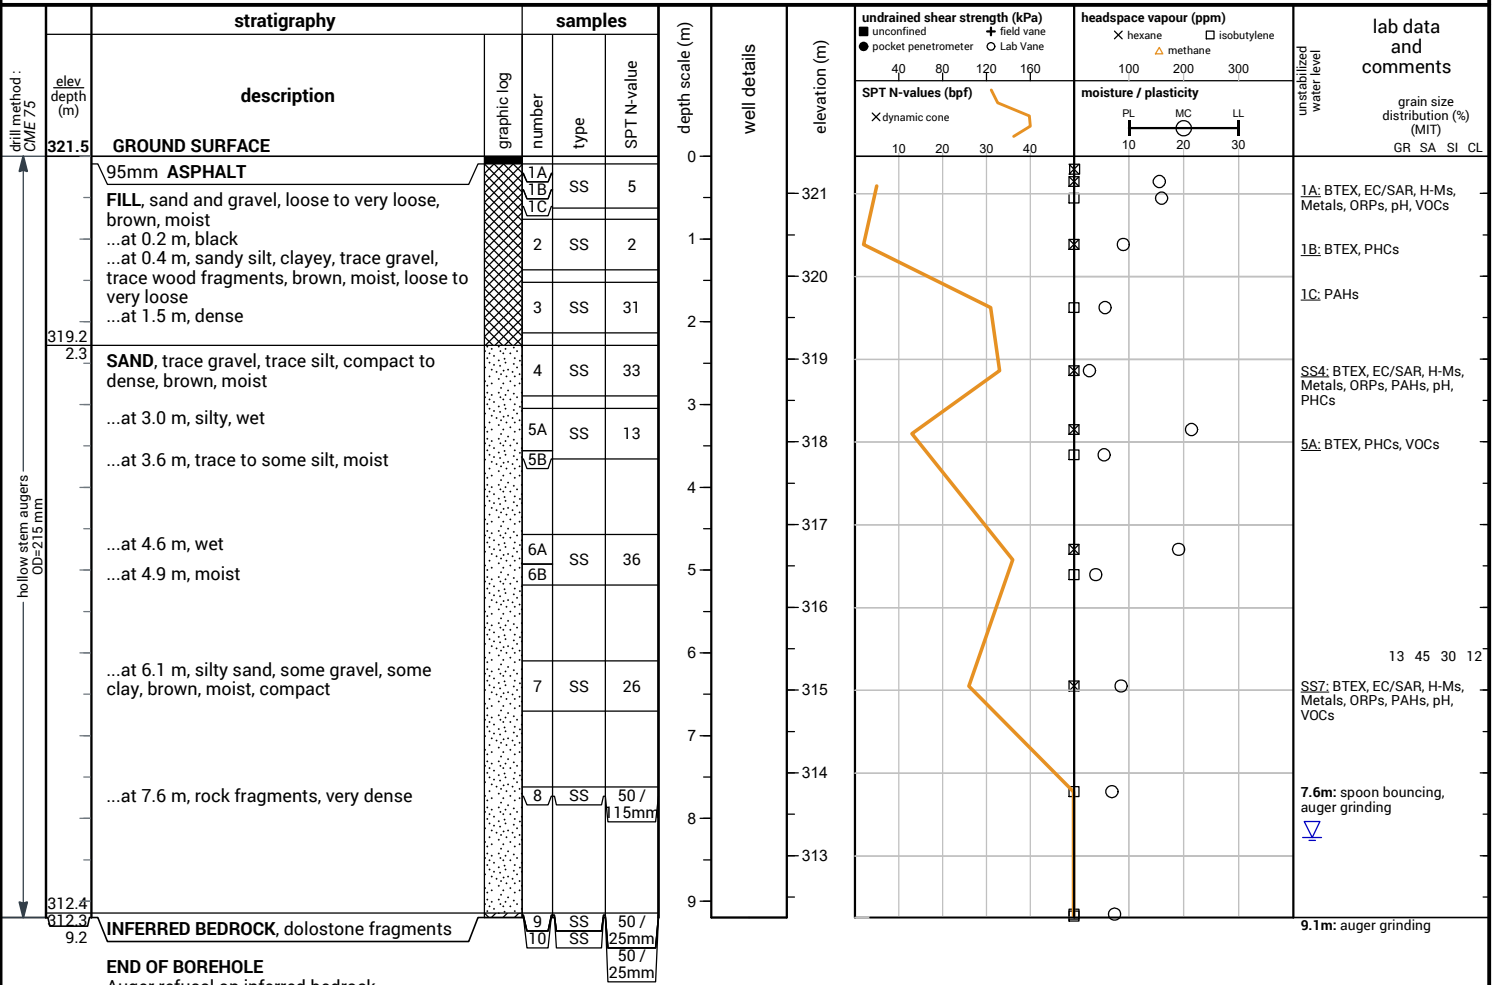 stratigraphy
samples
drill method :
CME 75
elev
depth
(m)
description
graphic log
number
type
SPT N-value
depth scale (m)
well details
elevation (m)
undrained shear strength (kPa)
unconfined
field vane
pocket penetrometer
Lab Vane
40 80 120 160
SPT N-values (bpf)
dynamic cone
10 20 30 40
headspace vapour (ppm)
hexane
isobutylene
methane
100 200 300
moisture / plasticity
PL MC LL
10 20 30
unstabilized
water level
lab data
and
comments
grain size
distribution (%)
(MIT)
GR SA SI CL
321.5 GROUND SURFACE
95mm ASPHALT
FILL, sand and gravel, loose to very loose,
brown, moist
...at 0.2 m, black
...at 0.4 m, sandy silt, clayey, trace gravel,
trace wood fragments, brown, moist, loose to
very loose
...at 1.5 m, dense
319.2
2.3
SAND, trace gravel, trace silt, compact to
dense, brown, moist
...at 3.0 m, silty, wet
...at 3.6 m, trace to some silt, moist
...at 4.6 m, wet
...at 4.9 m, moist
...at 6.1 m, silty sand, some gravel, some
clay, brown, moist, compact
...at 7.6 m, rock fragments, very dense
312.4
312.3
9.2
INFERRED BEDROCK, dolostone fragments
END OF BOREHOLE
Auger refusal on inferred bedrock
hollow stem augers
OD=215 mm
1A
1B
1C
SS
5
2 SS 2
3 SS 31
4 SS 33
5A
5B
SS
13
6A
6B
SS
36
7 SS 26
8 SS 50 /
115mm
9 SS 50 /
25mm
10 SS 50 /
25mm
0
1
2
3
4
5
6
7
8
9
321
320
319
318
317
316
315
314
313
1A: BTEX, EC/SAR, H-Ms,
Metals, ORPs, pH, VOCs
1B: BTEX, PHCs
1C: PAHs
SS4: BTEX, EC/SAR, H-Ms,
Metals, ORPs, PAHs, pH,
PHCs
5A: BTEX, PHCs, VOCs
13 45 30 12
SS7: BTEX, EC/SAR, H-Ms,
Metals, ORPs, PAHs, pH,
VOCs
7.6m: spoon bouncing,
auger grinding
9.1m: auger grinding